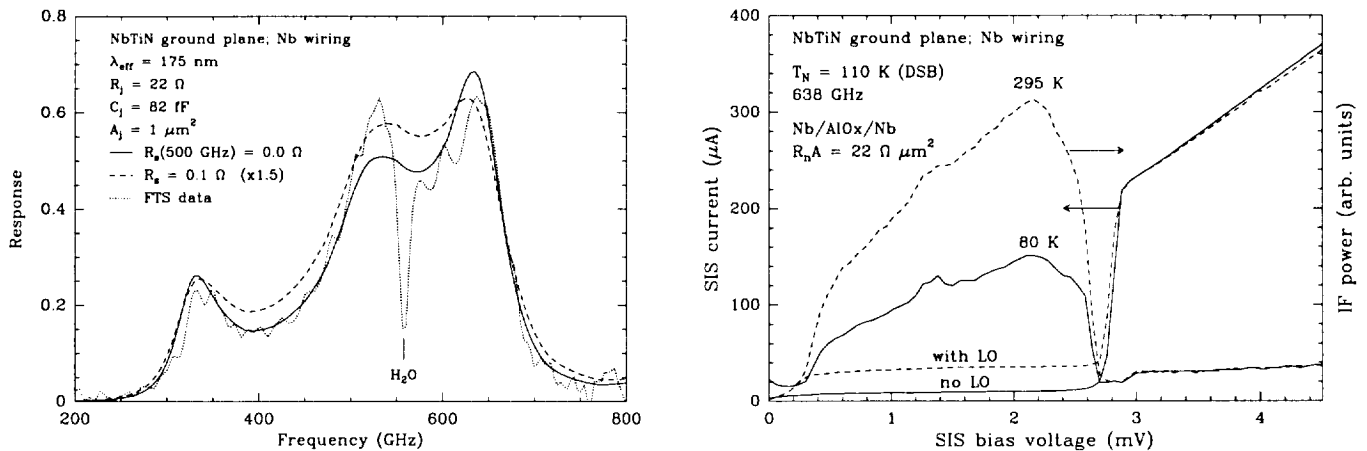 NbTiN ground plane; Nb wiring
λeff = 175 nm
Rj = 22 Ω
Cj = 82 fF
Aj = 1 μm²
Rs(500 GHz) = 0.0 Ω
Rs = 0.1 Ω (x1.5)
FTS data
H₂O
Response
0.8
0.6
0.4
0.2
0
200
400
600
800
Frequency (GHz)
NbTiN ground plane; Nb wiring
TN = 110 K (DSB)
638 GHz
Nb/AlOx/Nb
RnA = 22 Ω μm²
295 K
80 K
with LO
no LO
SIS current (μA)
400
300
200
100
0
0
1
2
3
4
SIS bias voltage (mV)
IF power (arb. units)